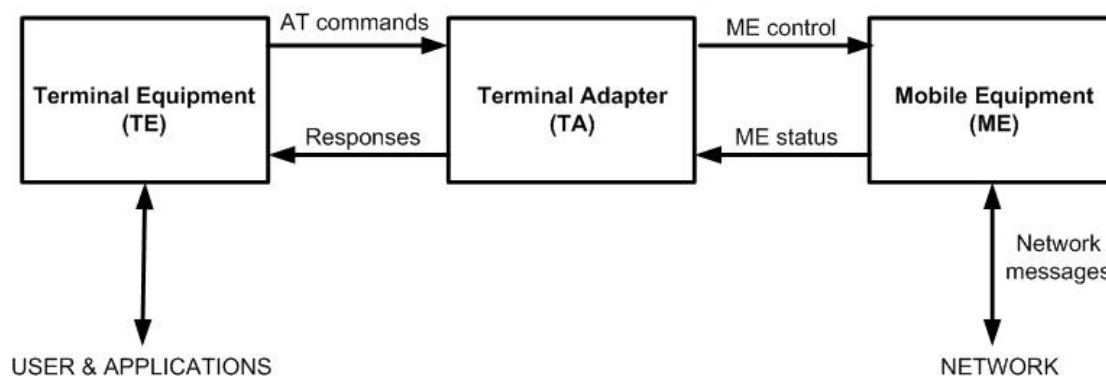 AT commands
ME control
Terminal Equipment
(TE)
Terminal Adapter
(TA)
Mobile Equipment
(ME)
Responses
ME status
Network
messages
USER & APPLICATIONS
NETWORK